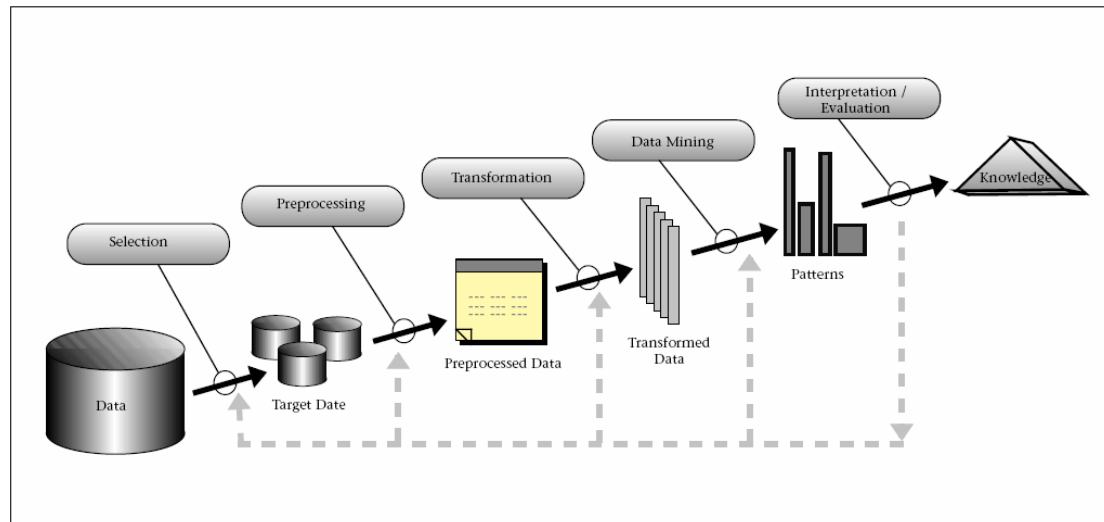 Interpretation /
Evaluation
Data Mining
Knowledge
Transformation
Preprocessing
Patterns
Selection
Transformed
Data
Preprocessed Data
Target Date
Data